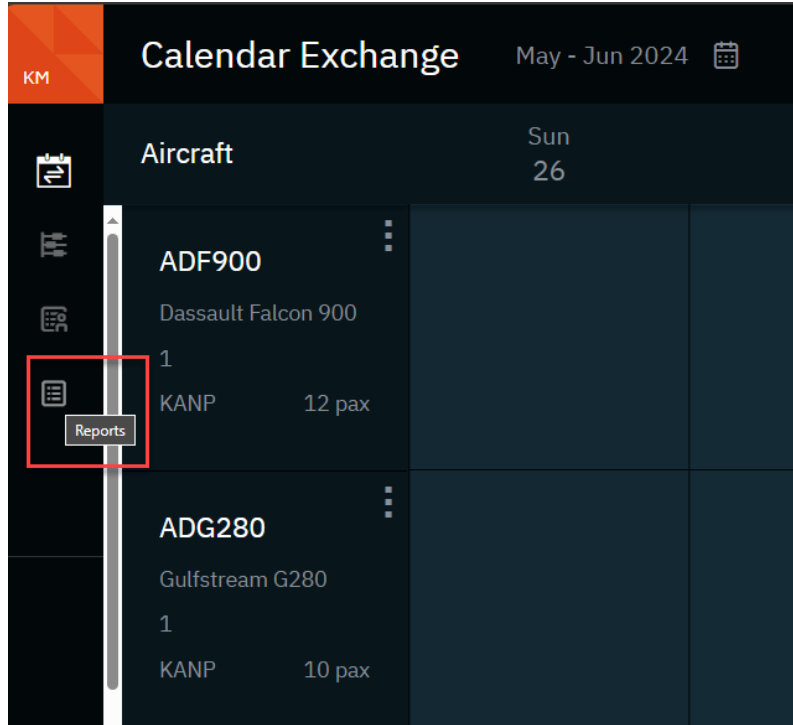 KM
Calendar Exchange
May - Jun 2024
Aircraft
Sun
26
ADF900
Dassault Falcon 900
1
KANP
12 pax
Reports
ADG280
Gulfstream G280
1
KANP
10 pax